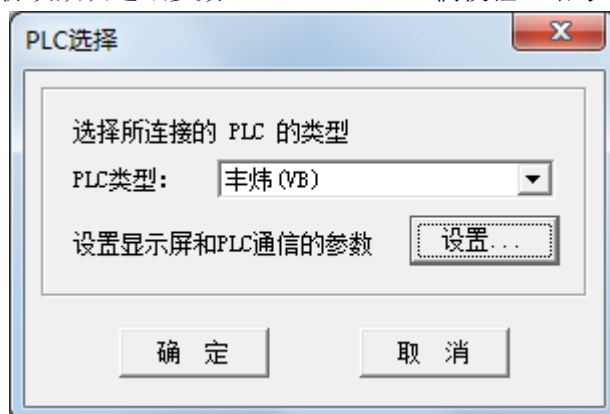 PLC选择
选择所连接的 PLC 的类型
PLC类型： 丰炜(VB)
设置显示屏和PLC通信的参数 设置...
确 定 取 消